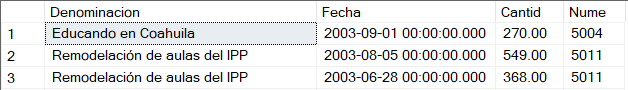 Denominacion Fecha Cantid Nume
1 Educando en Coahuila 2003-09-01 00:00:00.000 270.00 5004
2 Remodelación de aulas del IPP 2003-08-05 00:00:00.000 549.00 5011
3 Remodelación de aulas del IPP 2003-06-28 00:00:00.000 368.00 5011